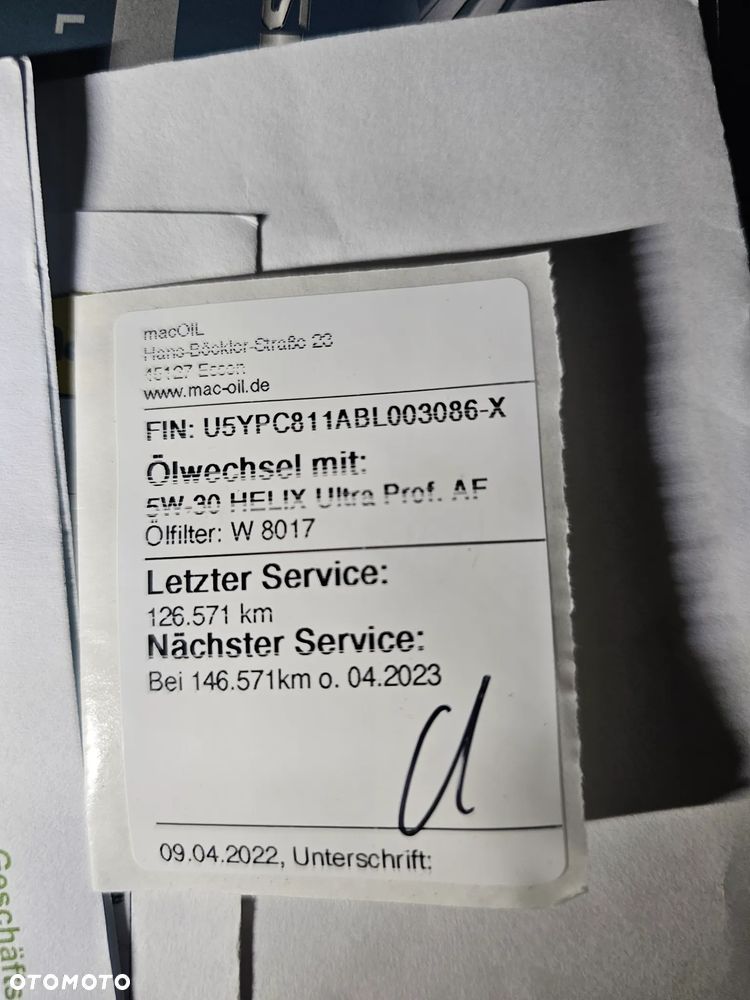 L
macOIL
Hans-Böckler-Straße 23
45127 Essen
www.mac-oil.de
FIN: U5YPC811ABL003086-X
Ölwechsel mit:
5W-30 HELIX Ultra Prof. AF
Ölfilter: W 8017
Letzter Service:
126.571 km
Nächster Service:
Bei 146.571km o. 04.2023
09.04.2022, Unterschrift:
Geschäfts
OTOMOTO